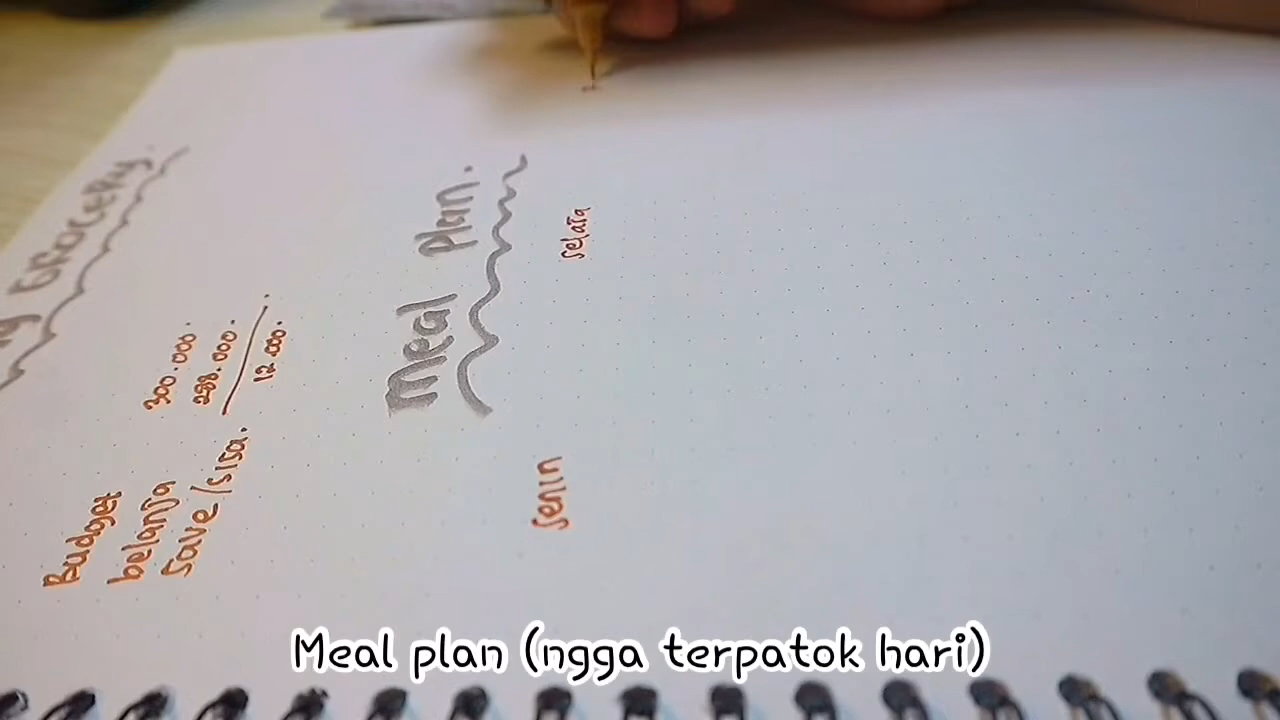 Grocery.
Budget 300.000.
belanja 288.000.
Save/sisa. 12.000.
Meal Plan.
Senin selasa
Meal plan (ngga terpatok hari)